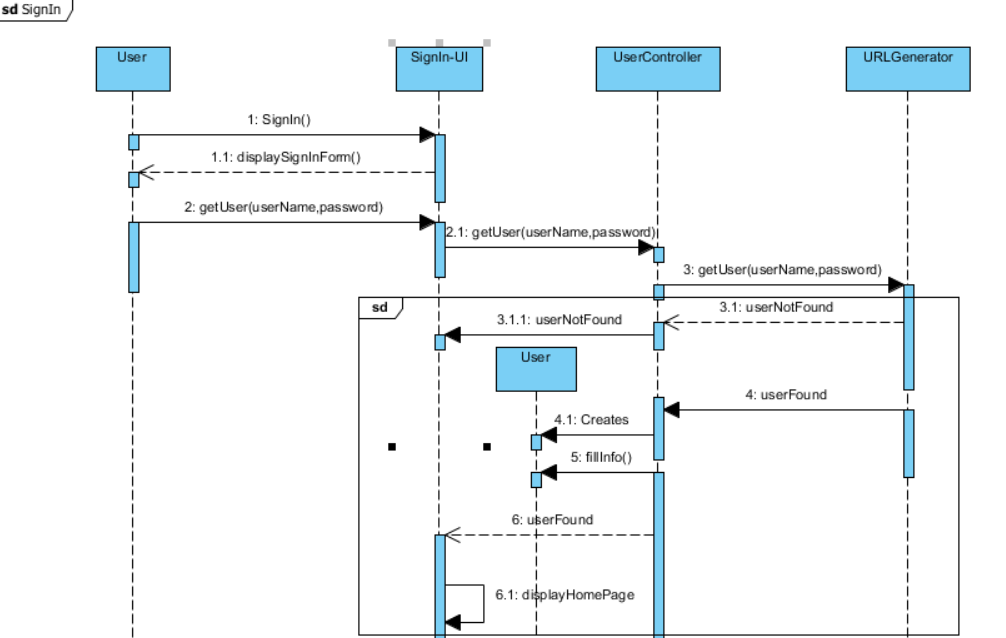 sd SignIn
User
SignIn-UI
UserController
URLGenerator
1: SignIn()
1.1: displaySignInForm()
2: getUser(userName,password)
2.1: getUser(userName,password)
3: getUser(userName,password)
sd
3.1: userNotFound
3.1.1: userNotFound
User
4: userFound
4.1: Creates
5: fillInfo()
6: userFound
6.1: displayHomePage